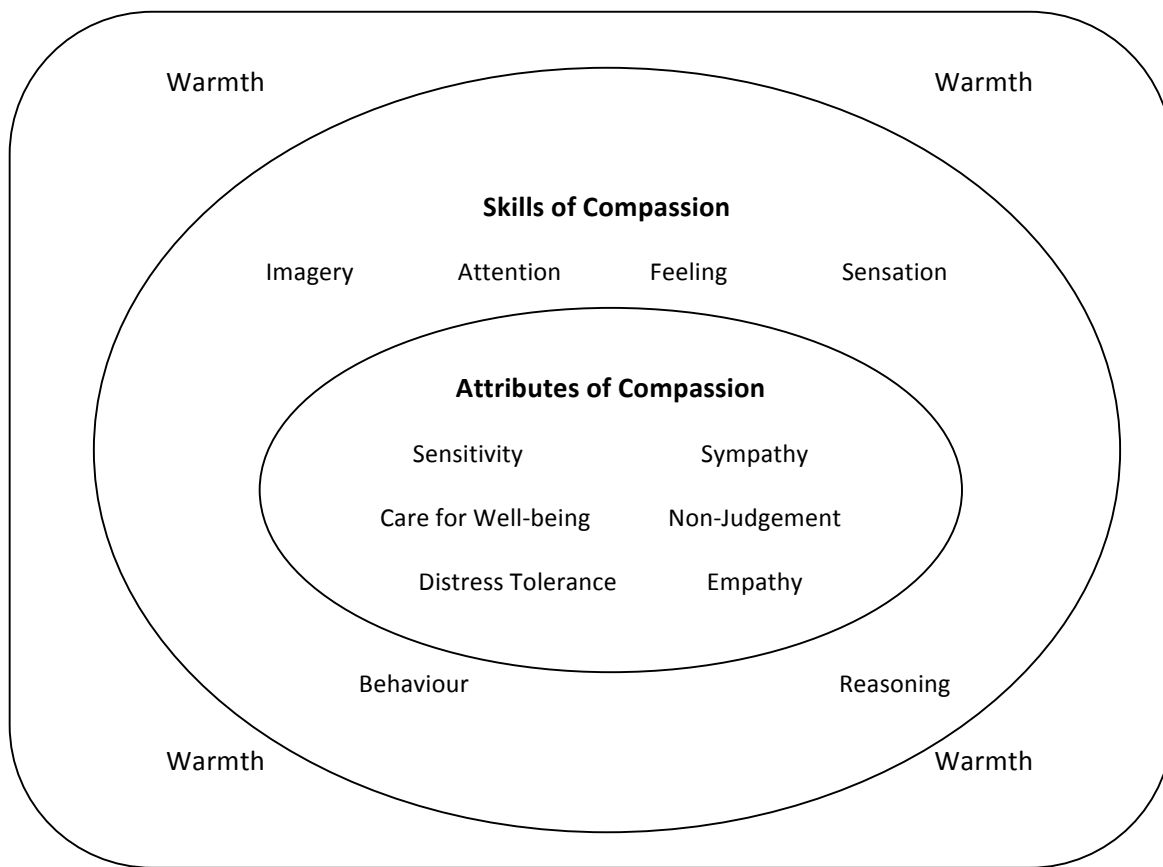 Warmth Warmth
Skills of Compassion
Imagery Attention Feeling Sensation
Attributes of Compassion
Sensitivity Sympathy
Care for Well-being Non-Judgement
Distress Tolerance Empathy
Behaviour Reasoning
Warmth Warmth